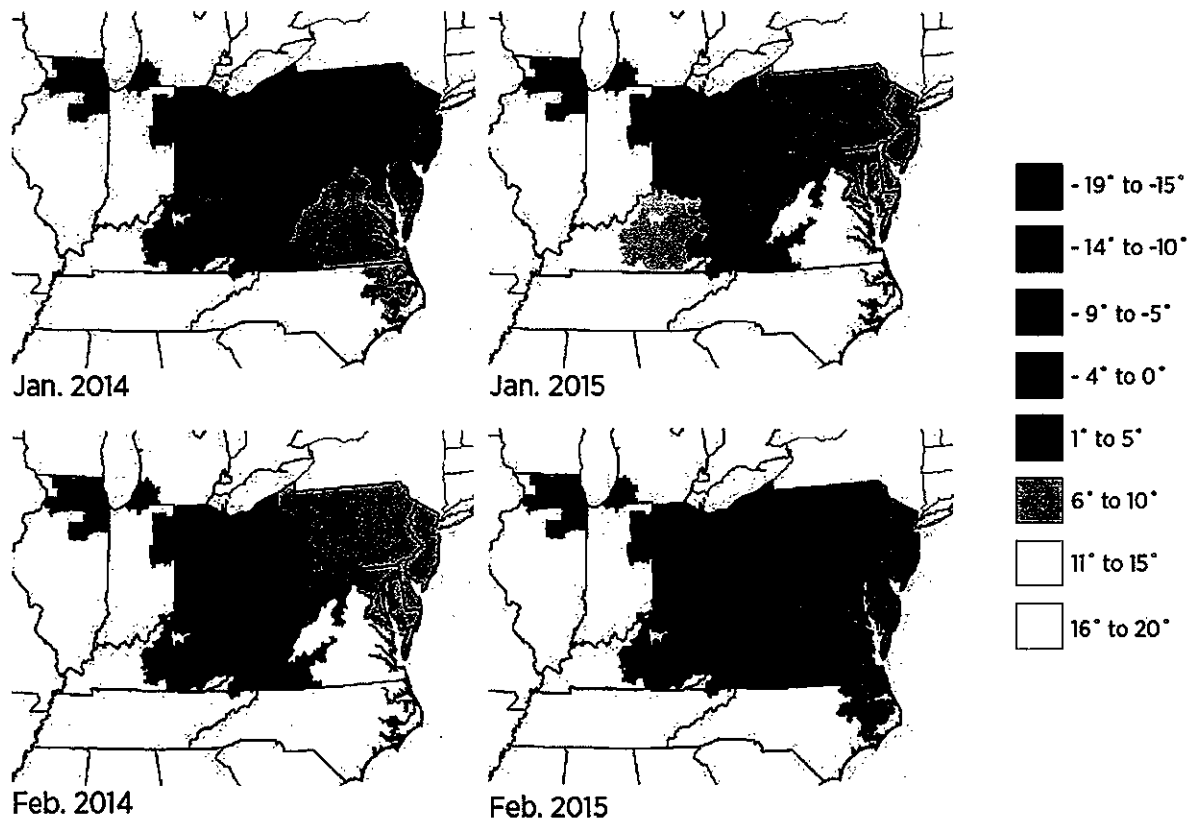 Jan. 2014
Jan. 2015
Feb. 2014
Feb. 2015
- 19° to -15°
- 14° to -10°
- 9° to -5°
- 4° to 0°
1° to 5°
6° to 10°
11° to 15°
16° to 20°